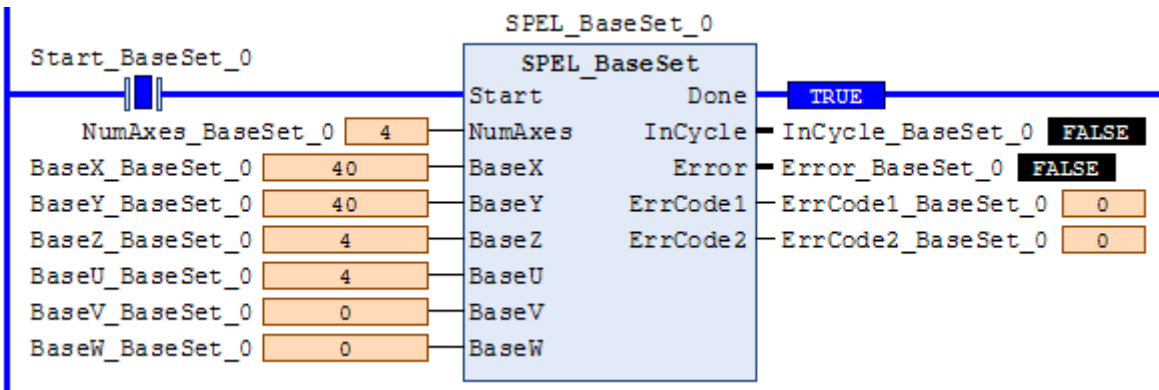 SPEL_BaseSet_0
Start_BaseSet_0 SPEL_BaseSet
Start Done TRUE
NumAxes_BaseSet_0 4 NumAxes InCycle InCycle_BaseSet_0 FALSE
BaseX_BaseSet_0 40 BaseX Error Error_BaseSet_0 FALSE
BaseY_BaseSet_0 40 BaseY ErrCode1 ErrCode1_BaseSet_0 0
BaseZ_BaseSet_0 4 BaseZ ErrCode2 ErrCode2_BaseSet_0 0
BaseU_BaseSet_0 4 BaseU
BaseV_BaseSet_0 0 BaseV
BaseW_BaseSet_0 0 BaseW